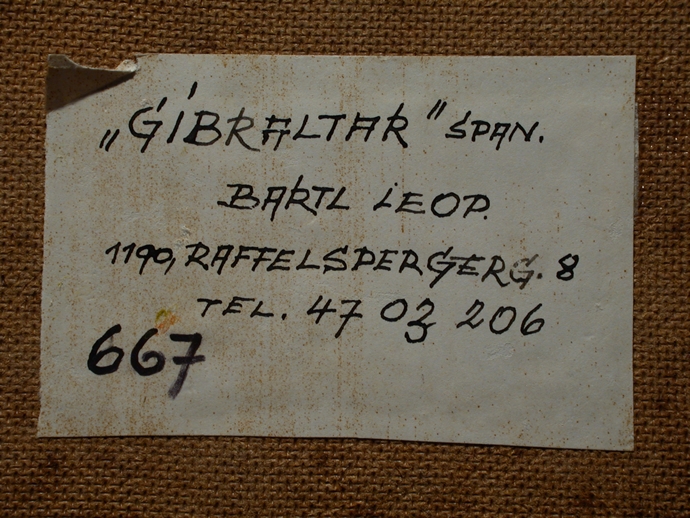 „GIBRALTAR" SPAN.
BARTL LEOP.
1190, RAFFELSPERGERG. 8
TEL. 47 03 206
667